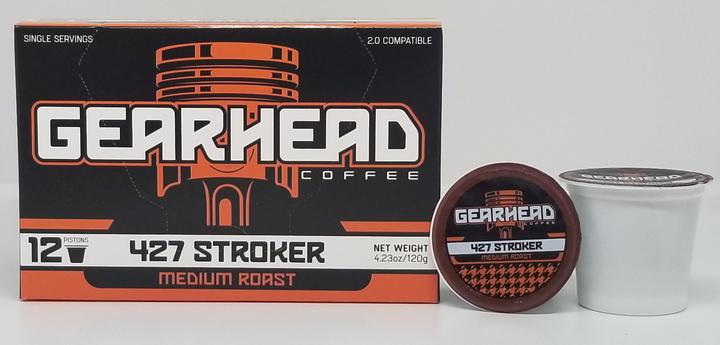 SINGLE SERVINGS
2.0 COMPATIBLE
GEARHEAD
COFFEE
12 PISTONS
427 STROKER
NET WEIGHT
4.23oz/120g
MEDIUM ROAST
GEARHEAD
COFFEE
427 STROKER
MEDIUM ROAST
GEARHEAD